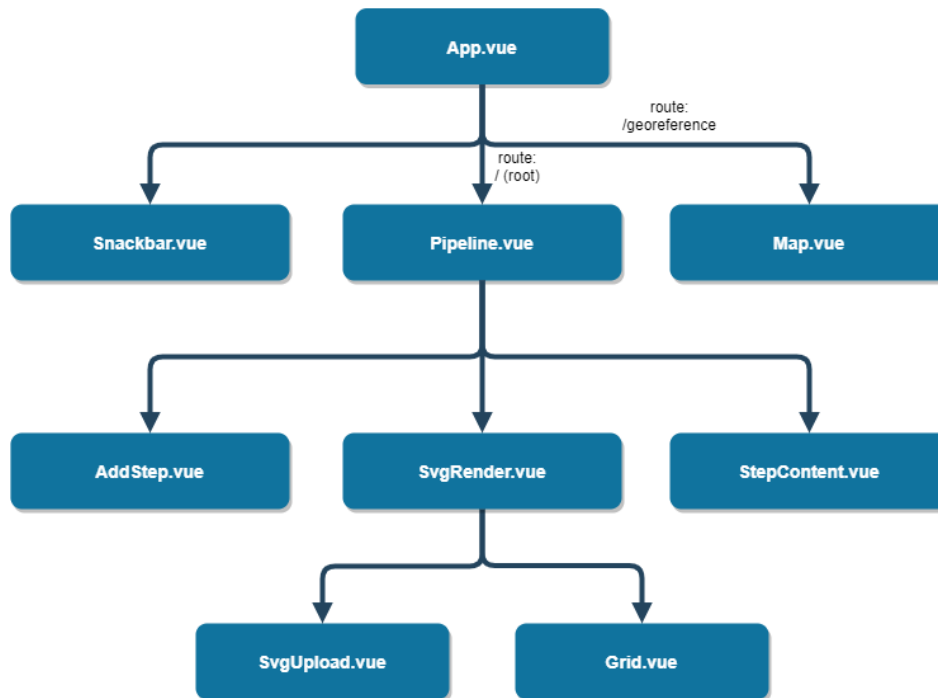 App.vue
route:
/georeference
route:
/ (root)
Snackbar.vue
Pipeline.vue
Map.vue
AddStep.vue
SvgRender.vue
StepContent.vue
SvgUpload.vue
Grid.vue